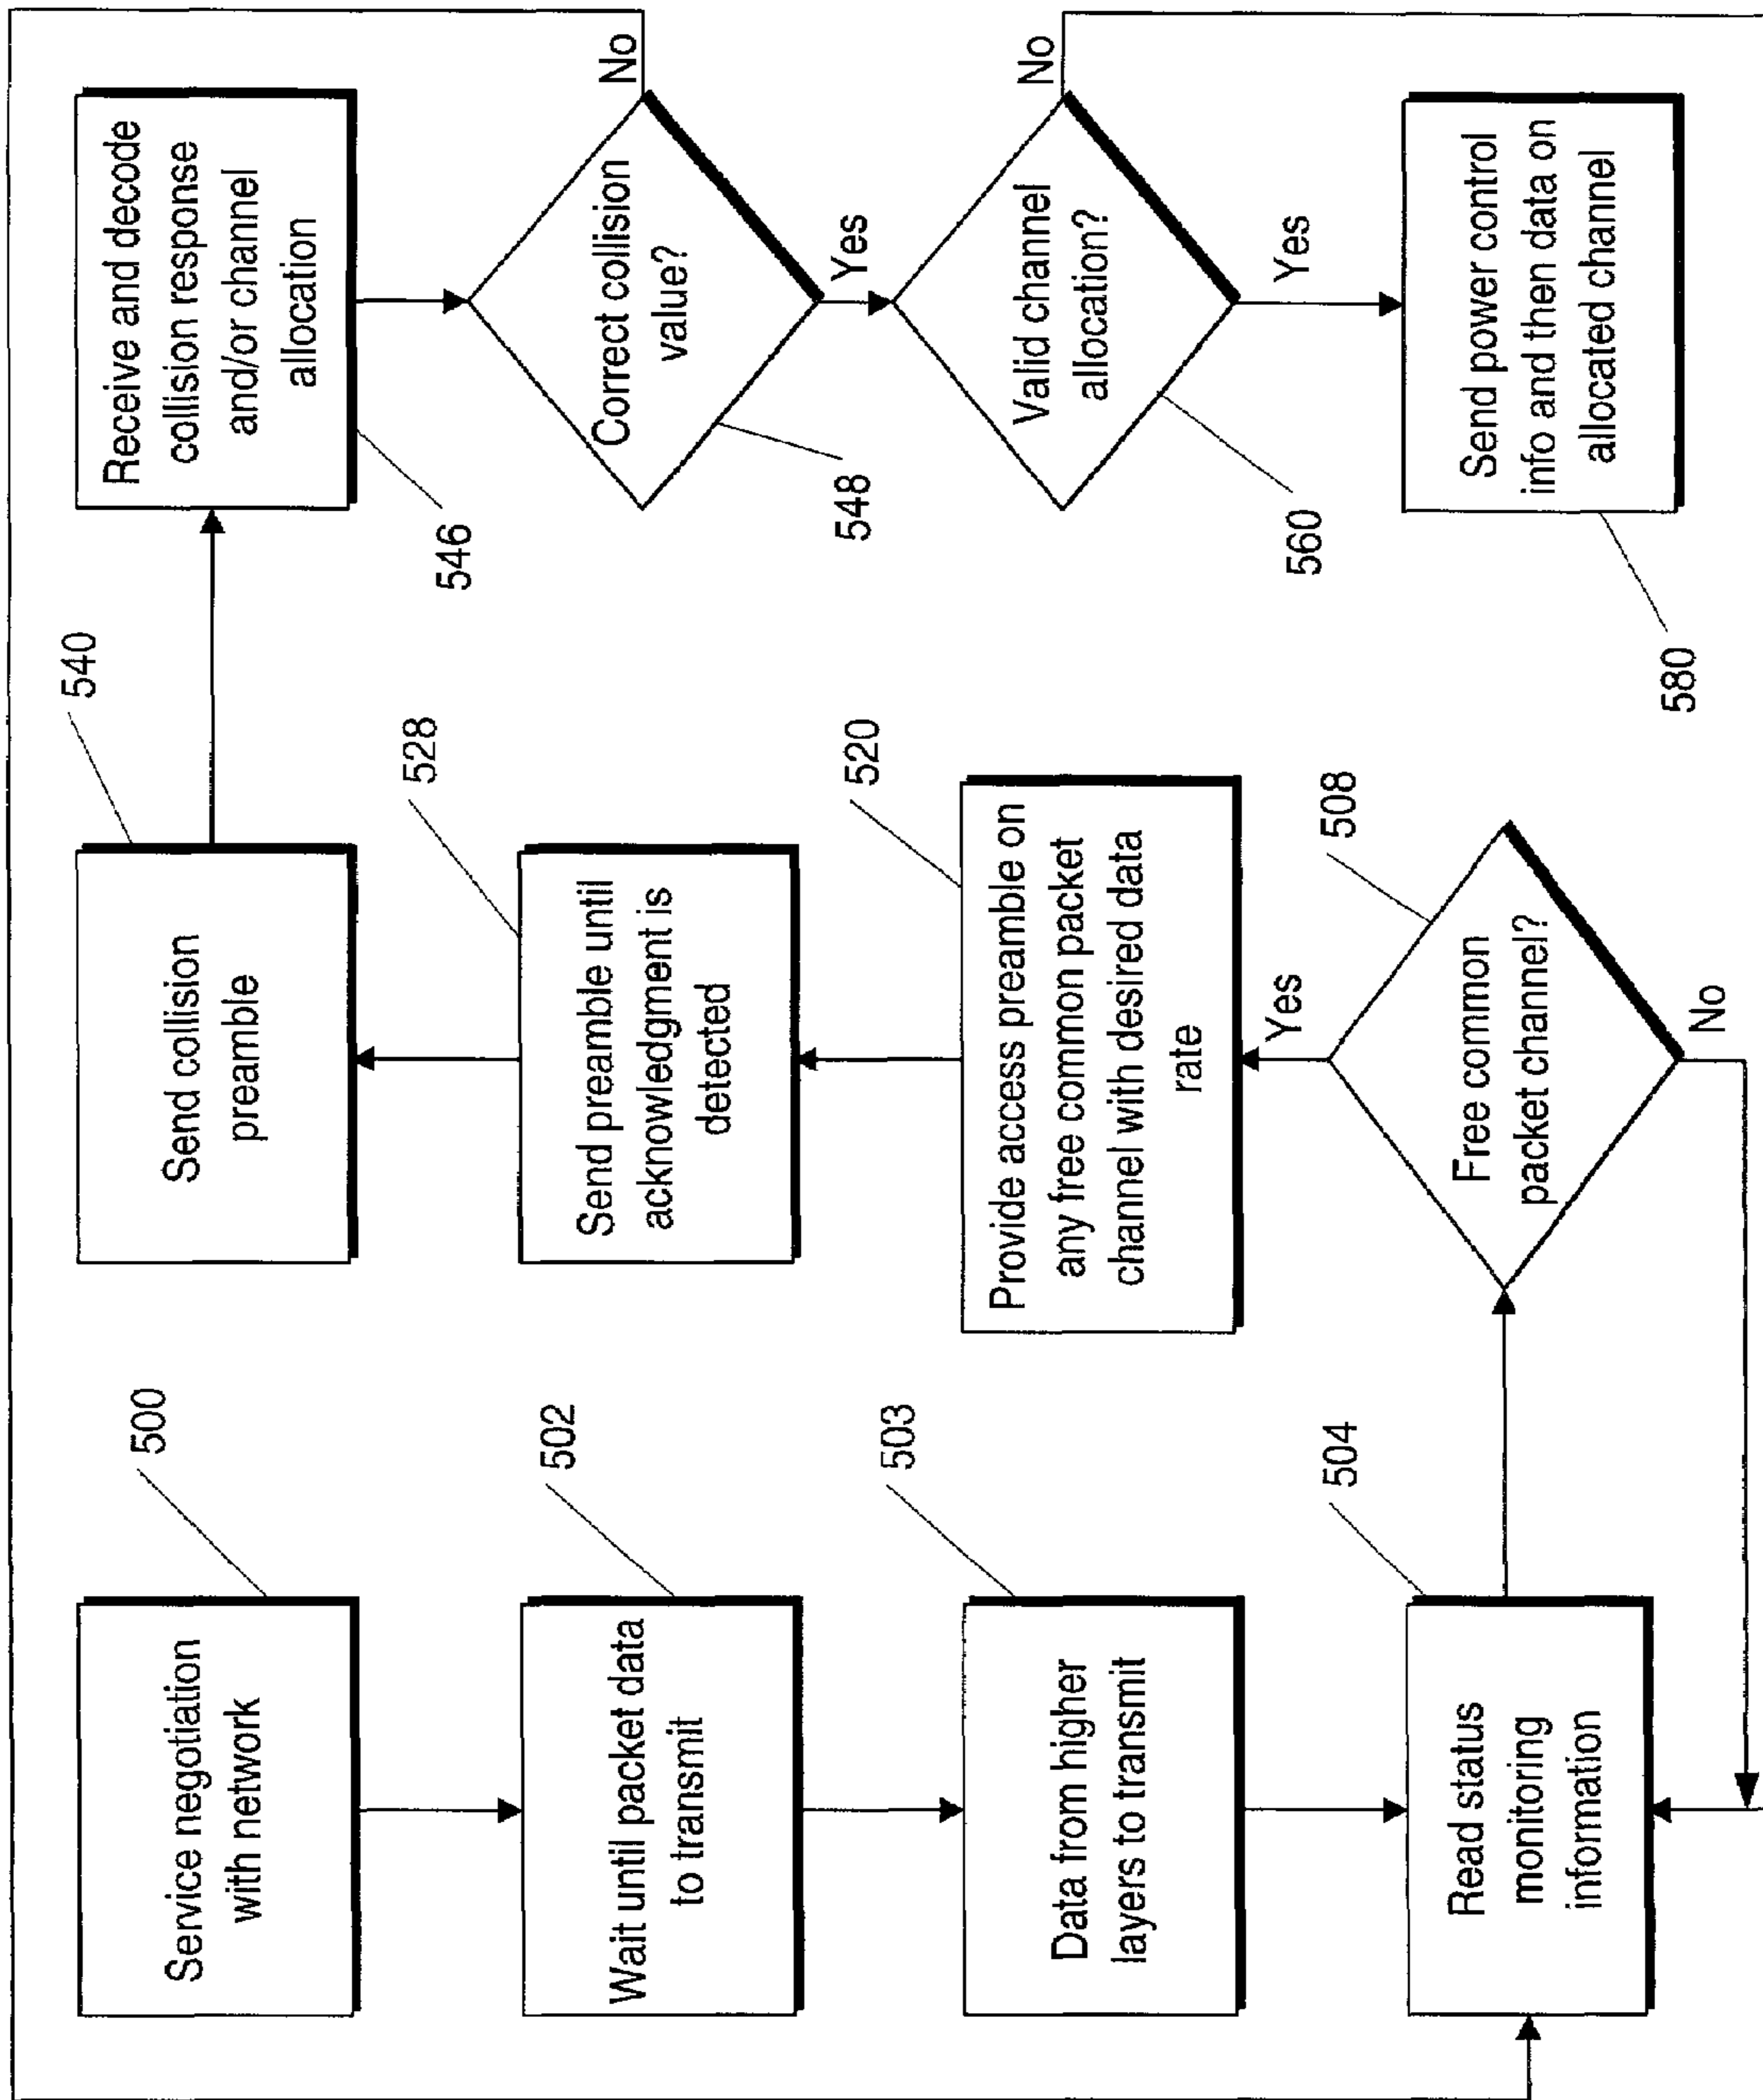 Service negotiation
with network
500
Wait until packet data
to transmit
502
Data from higher
layers to transmit
503
Read status
monitoring
information
504
Free common
packet channel?
508
Yes
No
Provide access preamble on
any free common packet
channel with desired data
rate
520
Send preamble until
acknowledgment is
detected
528
Send collision
preamble
540
Receive and decode
collision response
and/or channel
allocation
546
Correct collision
value?
548
No
Yes
Valid channel
allocation?
560
No
Yes
Send power control
info and then data on
allocated channel
580